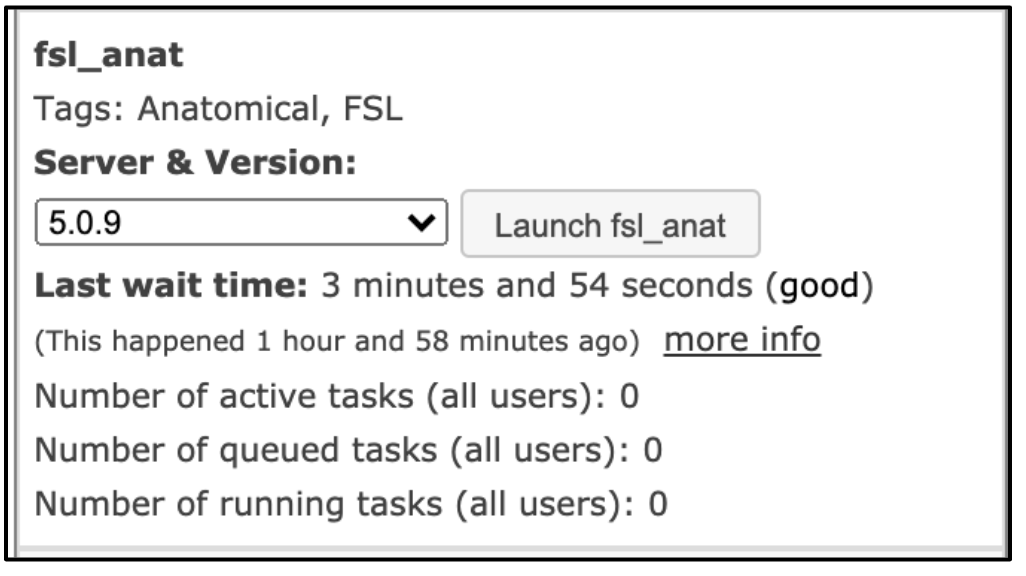 fsl_anat
Tags: Anatomical, FSL
Server & Version:
5.0.9 Launch fsl_anat
Last wait time: 3 minutes and 54 seconds (good)
(This happened 1 hour and 58 minutes ago) more info
Number of active tasks (all users): 0
Number of queued tasks (all users): 0
Number of running tasks (all users): 0